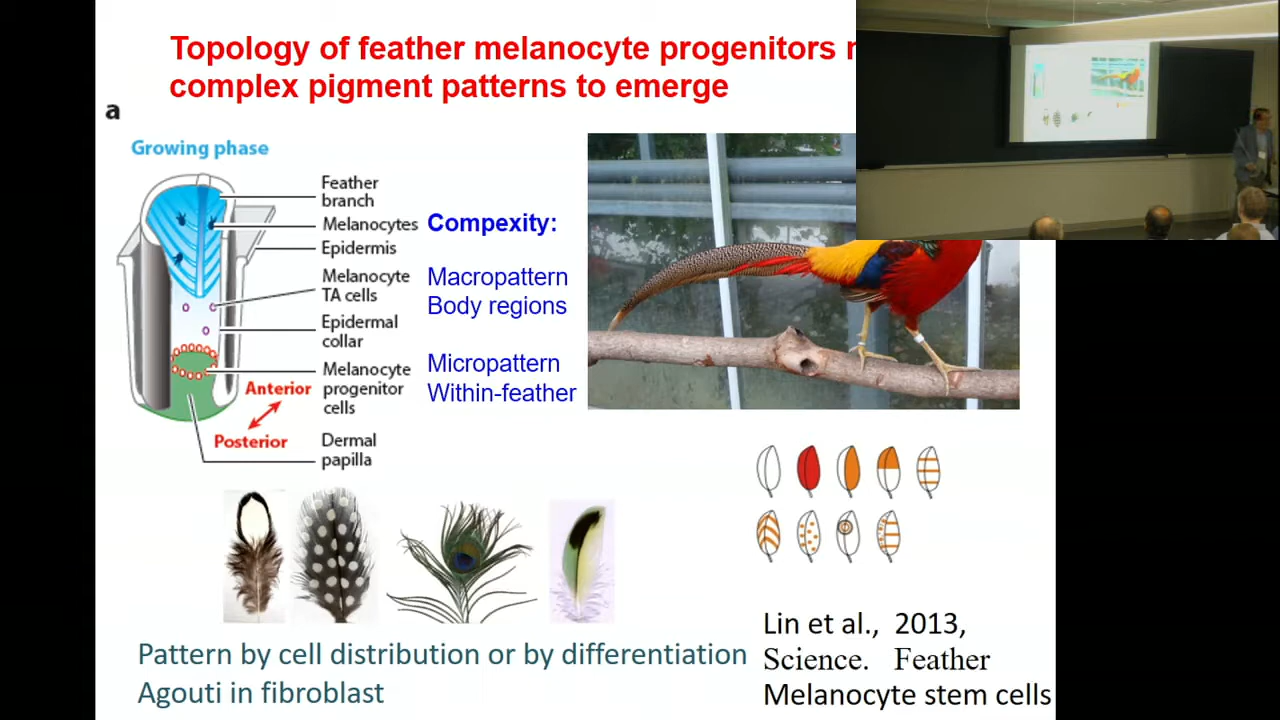 Topology of feather melanocyte progenitors
complex pigment patterns to emerge
a
Growing phase
Feather
branch
Melanocytes
Epidermis
Melanocyte
TA cells
Epidermal
collar
Melanocyte
progenitor
cells
Anterior
Posterior
Dermal
papilla
Compexity:
Macropattern
Body regions
Micropattern
Within-feather
Pattern by cell distribution or by differentiation
Agouti in fibroblast
Lin et al., 2013,
Science. Feather
Melanocyte stem cells